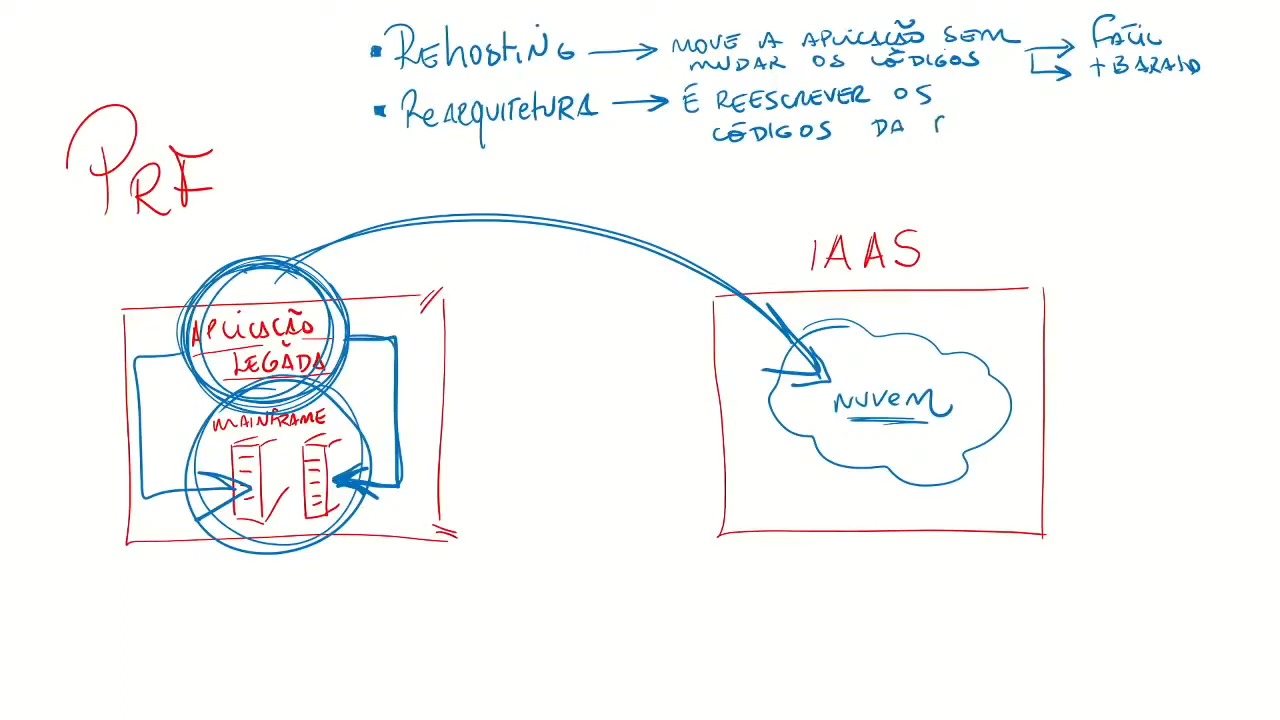 • Rehosting → MOVE A APLICAÇÃO SEM
MUDAR OS CÓDIGOS
→ FÁCIL
→ + BARATO
• Rearquitetura → É REESCREVER OS
CÓDIGOS DA
PRF
APLICAÇÃO
LEGADA
MAINFRAME
IAAS
NUVEM